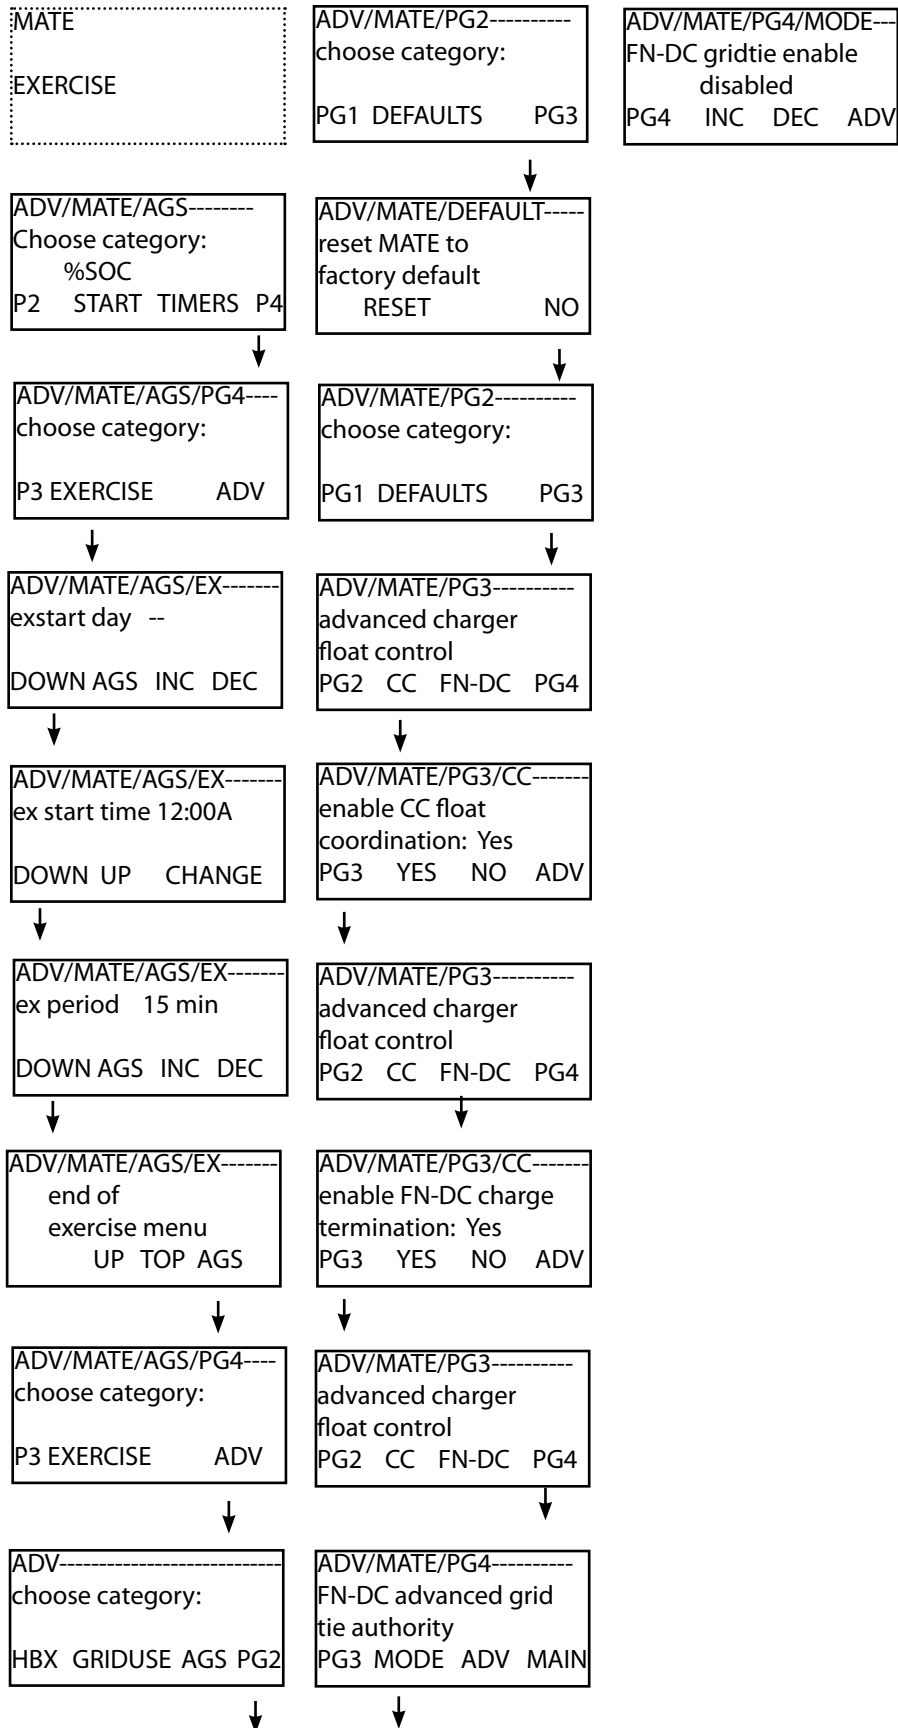 MATE
EXERCISE
ADV/MATE/AGS--------
Choose category:
%SOC
P2 START TIMERS P4
ADV/MATE/AGS/PG4----
choose category:
P3 EXERCISE ADV
ADV/MATE/AGS/EX-------
exstart day --
DOWN AGS INC DEC
ADV/MATE/AGS/EX-------
ex start time 12:00A
DOWN UP CHANGE
ADV/MATE/AGS/EX-------
ex period 15 min
DOWN AGS INC DEC
ADV/MATE/AGS/EX-------
end of
exercise menu
UP TOP AGS
ADV/MATE/AGS/PG4----
choose category:
P3 EXERCISE ADV
ADV----------------------------
choose category:
HBX GRIDUSE AGS PG2
ADV/MATE/PG2----------
choose category:
PG1 DEFAULTS PG3
ADV/MATE/DEFAULT-----
reset MATE to
factory default
RESET NO
ADV/MATE/PG2----------
choose category:
PG1 DEFAULTS PG3
ADV/MATE/PG3----------
advanced charger
float control
PG2 CC FN-DC PG4
ADV/MATE/PG3/CC-------
enable CC float
coordination: Yes
PG3 YES NO ADV
ADV/MATE/PG3----------
advanced charger
float control
PG2 CC FN-DC PG4
ADV/MATE/PG3/CC-------
enable FN-DC charge
termination: Yes
PG3 YES NO ADV
ADV/MATE/PG3----------
advanced charger
float control
PG2 CC FN-DC PG4
ADV/MATE/PG4----------
FN-DC advanced grid
tie authority
PG3 MODE ADV MAIN
ADV/MATE/PG4/MODE---
FN-DC gridtie enable
disabled
PG4 INC DEC ADV